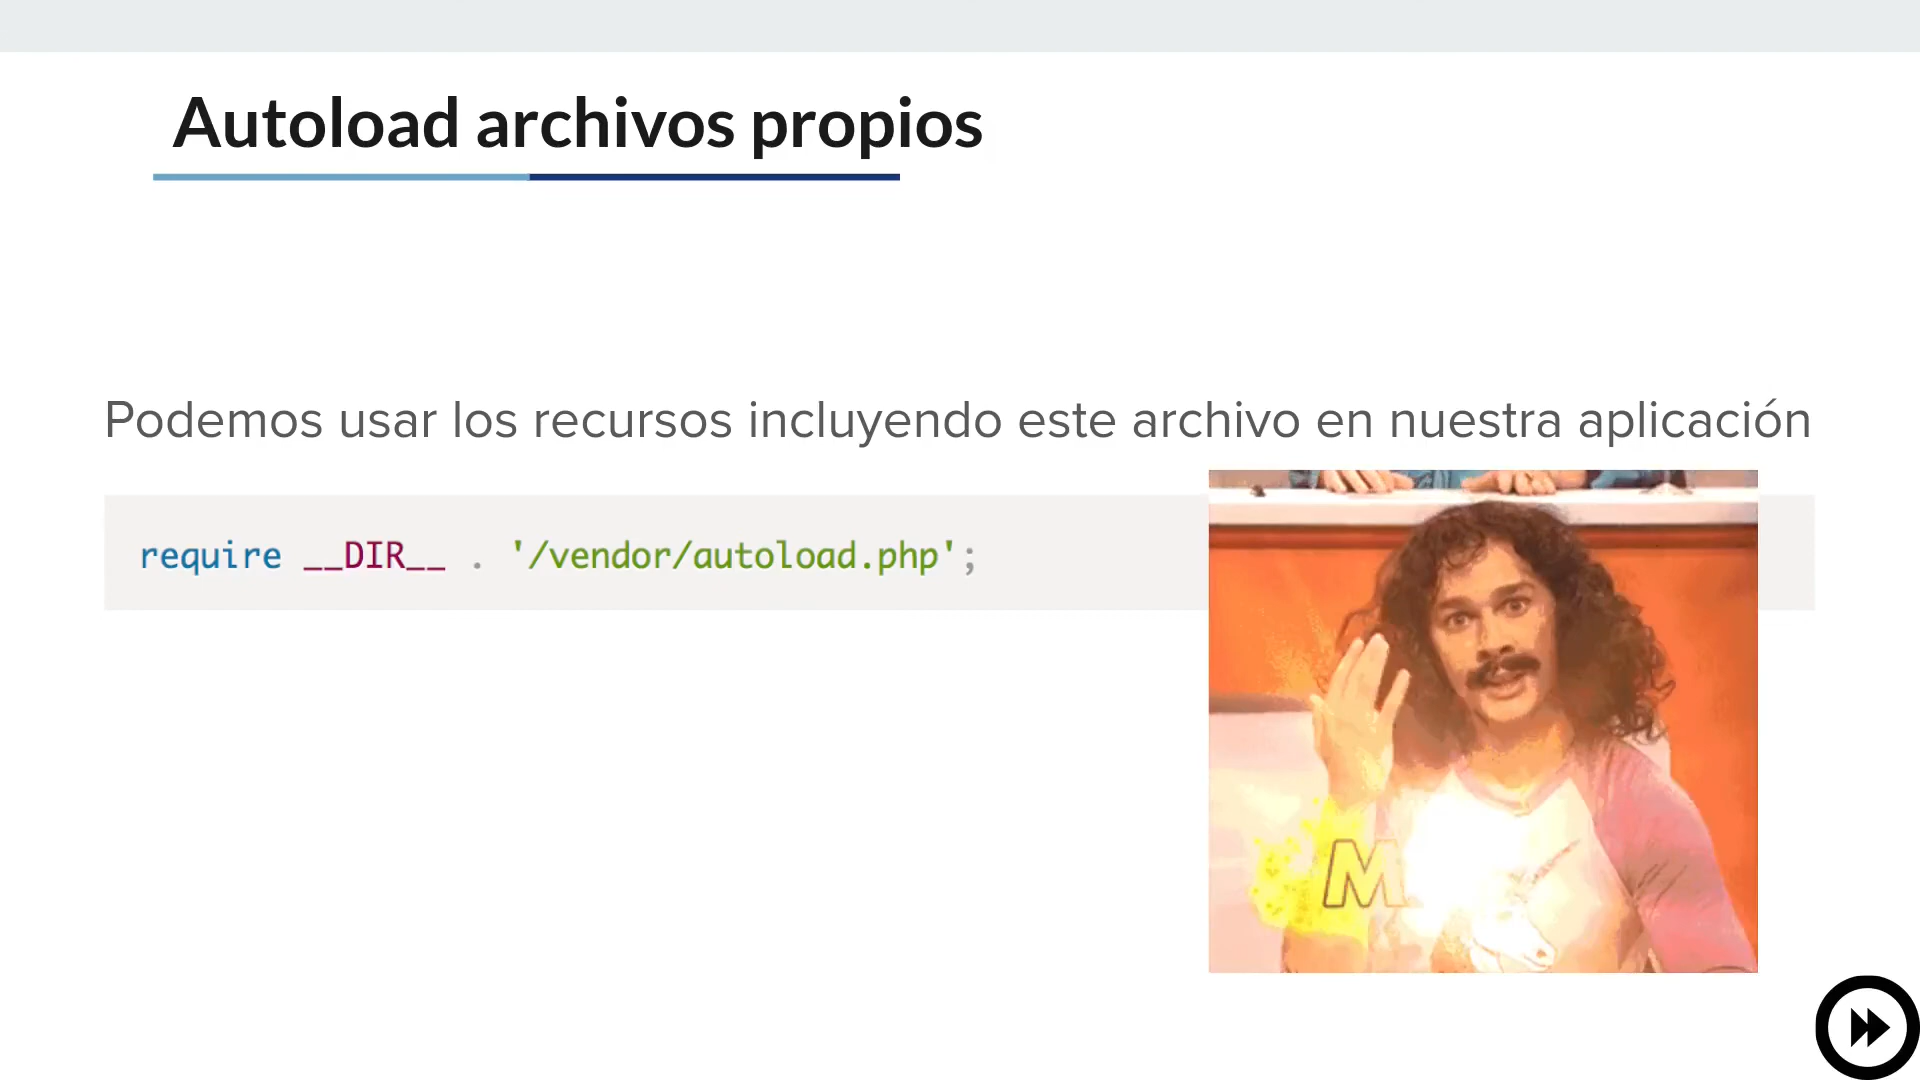 Autoload archivos propios
Podemos usar los recursos incluyendo este archivo en nuestra aplicación
require __DIR__ . '/vendor/autoload.php';
M